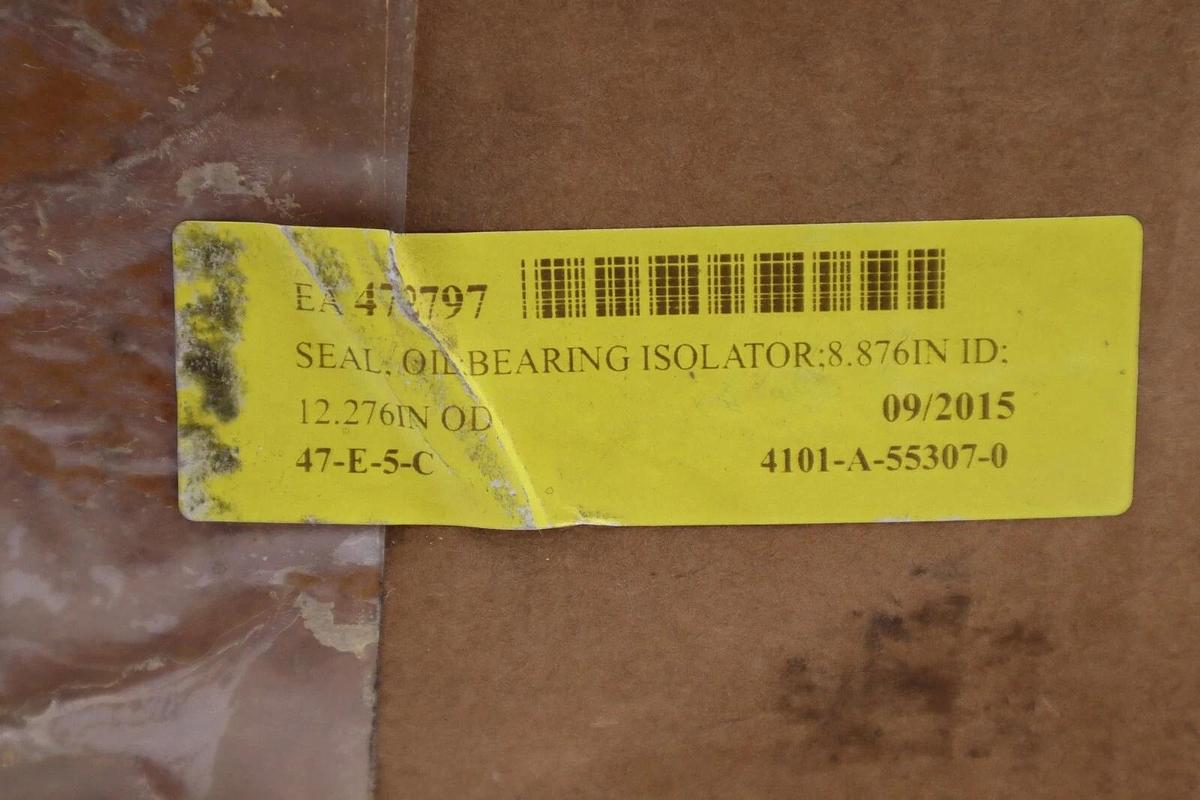 EA
SEAL, OIL;BEARING ISOLATOR;8.876IN ID;
12.276IN OD
09/2015
47-E-5-C
4101-A-55307-0